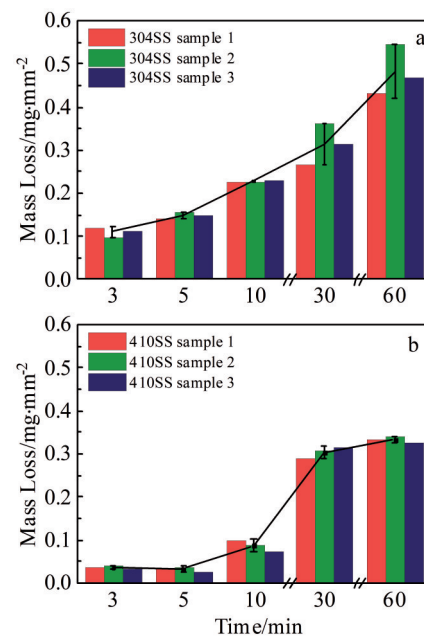 304SS sample 1
304SS sample 2
304SS sample 3
a
Mass Loss/mg·mm⁻²
0.6
0.5
0.4
0.3
0.2
0.1
0.0
3 5 10 30 60
410SS sample 1
410SS sample 2
410SS sample 3
b
Mass Loss/mg·mm⁻²
0.6
0.5
0.4
0.3
0.2
0.1
0.0
3 5 10 30 60
Time/min